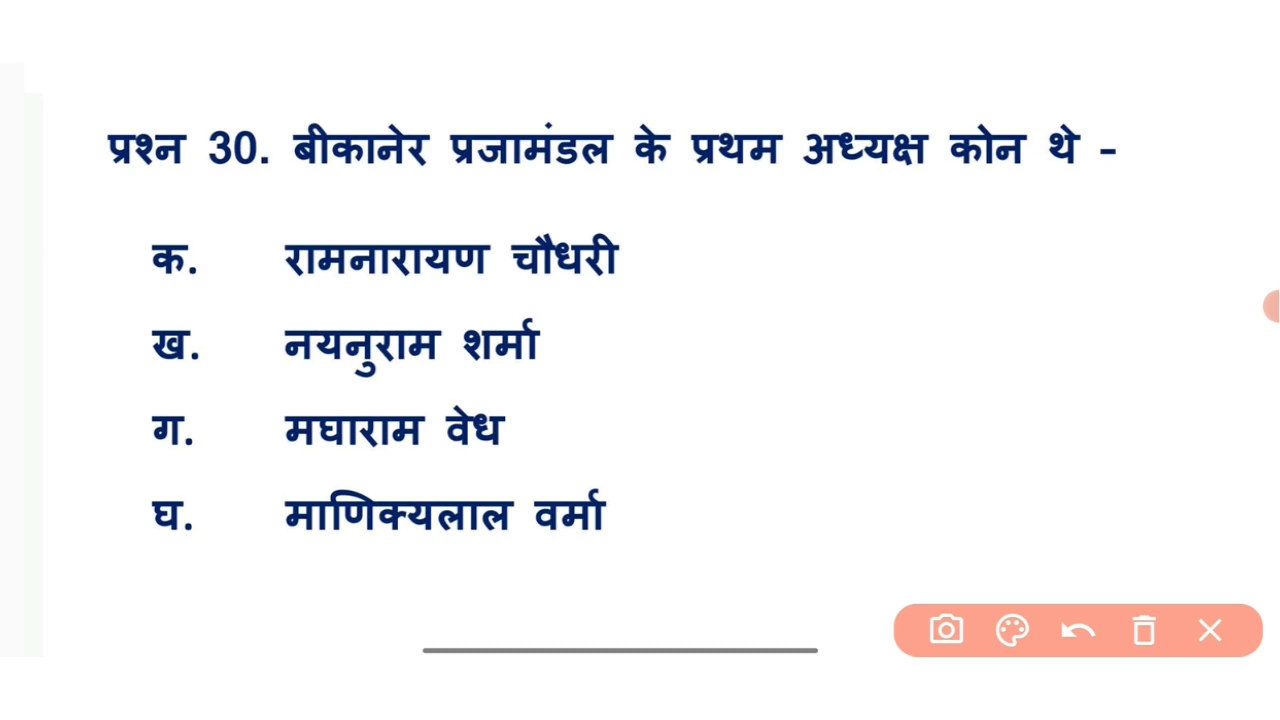 प्रश्न 30. बीकानेर प्रजामंडल के प्रथम अध्यक्ष कोन थे -
क. रामनारायण चौधरी
ख. नयनुराम शर्मा
ग. मघाराम वेध
घ. माणिक्यलाल वर्मा